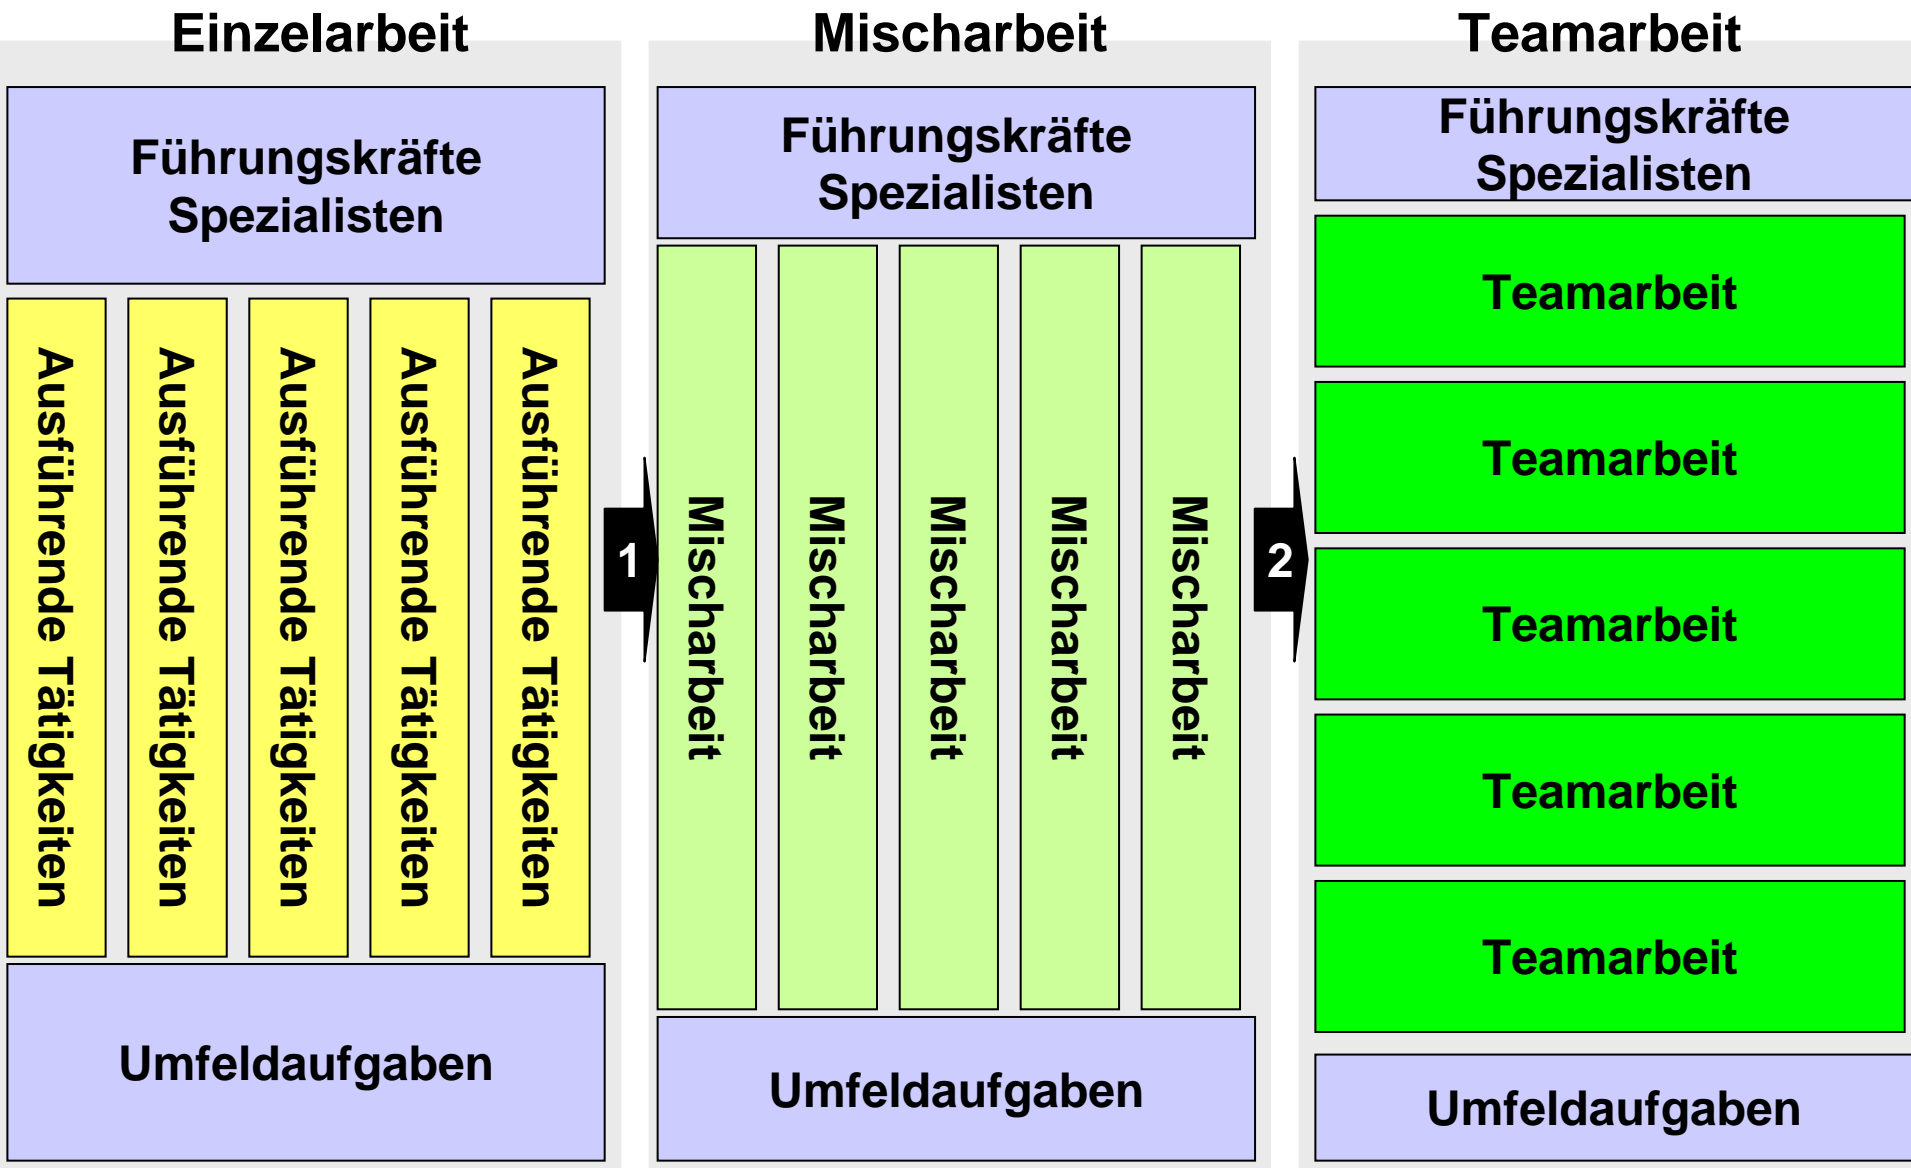 Einzelarbeit
Führungskräfte
Spezialisten
Ausführende Tätigkeiten
Ausführende Tätigkeiten
Ausführende Tätigkeiten
Ausführende Tätigkeiten
Ausführende Tätigkeiten
Umfeldaufgaben
1
Mischarbeit
Führungskräfte
Spezialisten
Mischarbeit
Mischarbeit
Mischarbeit
Mischarbeit
Mischarbeit
Umfeldaufgaben
2
Teamarbeit
Führungskräfte
Spezialisten
Teamarbeit
Teamarbeit
Teamarbeit
Teamarbeit
Teamarbeit
Umfeldaufgaben